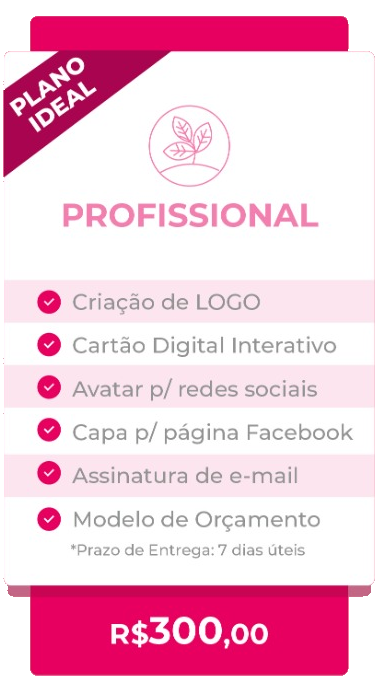 PLANO
IDEAL
PROFISSIONAL
Criação de LOGO
Cartão Digital Interativo
Avatar p/ redes sociais
Capa p/ página Facebook
Assinatura de e-mail
Modelo de Orçamento
*Prazo de Entrega: 7 dias úteis
R$300,00